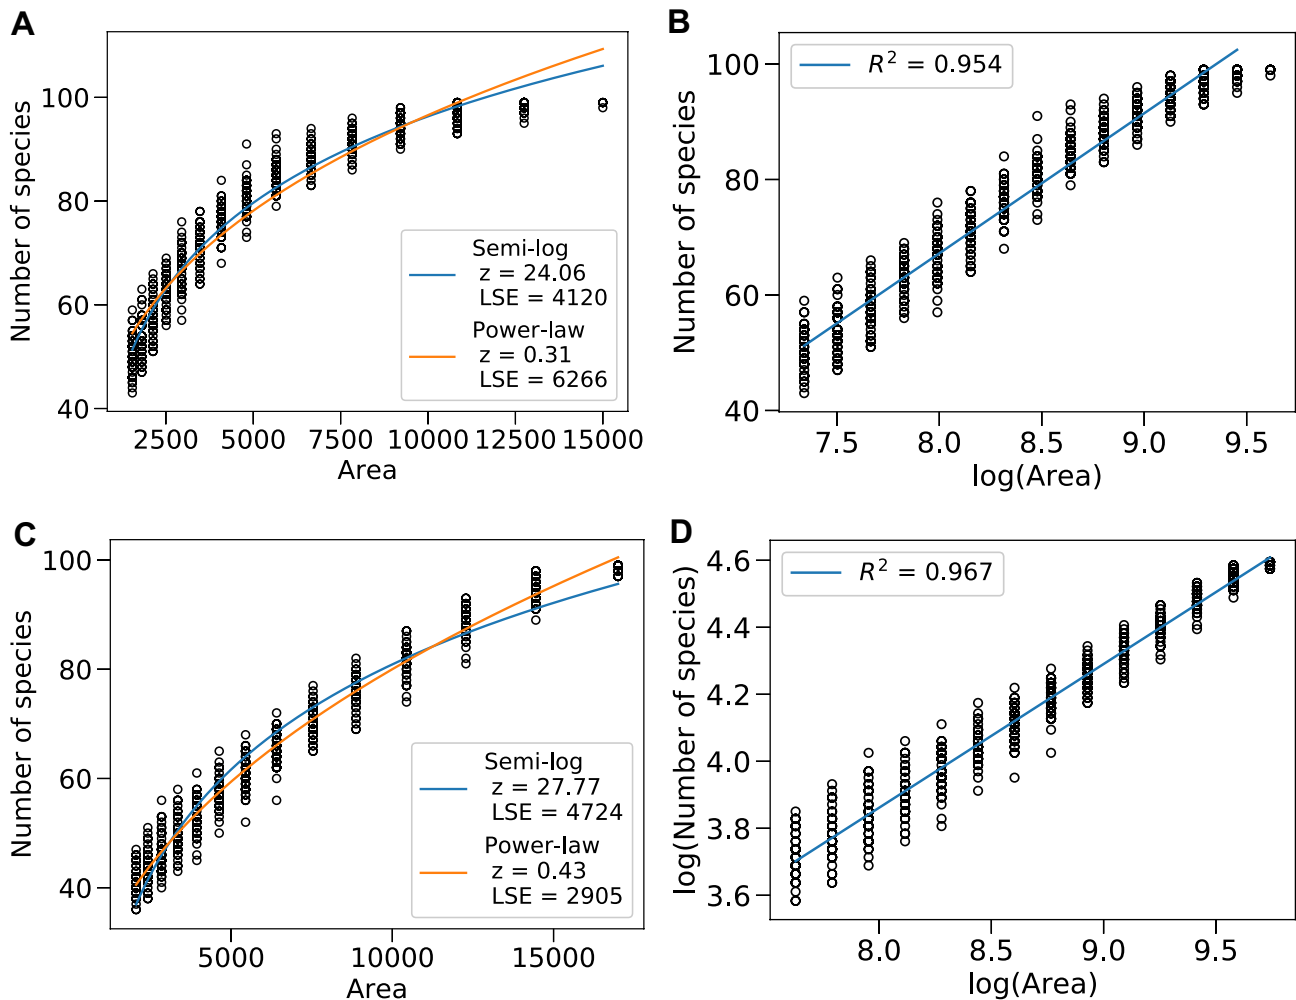 A
Number of species
100
80
60
40
Semi-log
z = 24.06
LSE = 4120
Power-law
z = 0.31
LSE = 6266
2500 5000 7500 10000 12500 15000
Area
B
Number of species
100
80
60
40
R² = 0.954
7.5 8.0 8.5 9.0 9.5
log(Area)
C
Number of species
100
80
60
40
Semi-log
z = 27.77
LSE = 4724
Power-law
z = 0.43
LSE = 2905
5000 10000 15000
Area
D
log(Number of species)
4.6
4.4
4.2
4.0
3.8
3.6
R² = 0.967
8.0 8.5 9.0 9.5
log(Area)